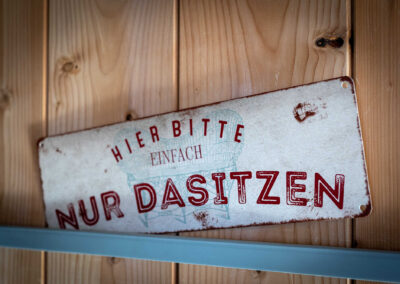 HIER BITTE
EINFACH
NUR DASITZEN